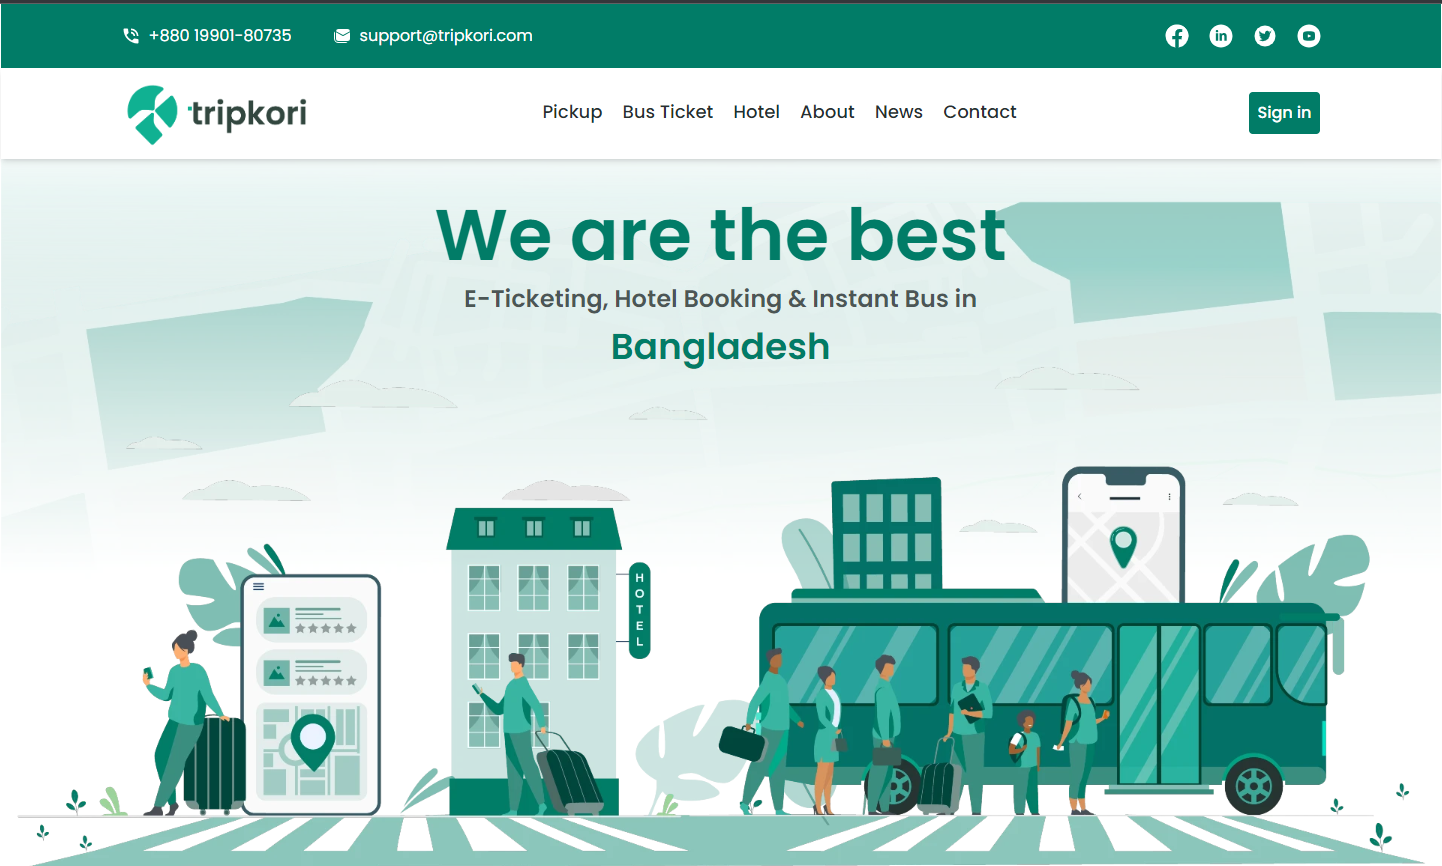 +880 19901-80735 support@tripkori.com
tripkori Pickup Bus Ticket Hotel About News Contact Sign in
We are the best
E-Ticketing, Hotel Booking & Instant Bus in
Bangladesh
HOTEL